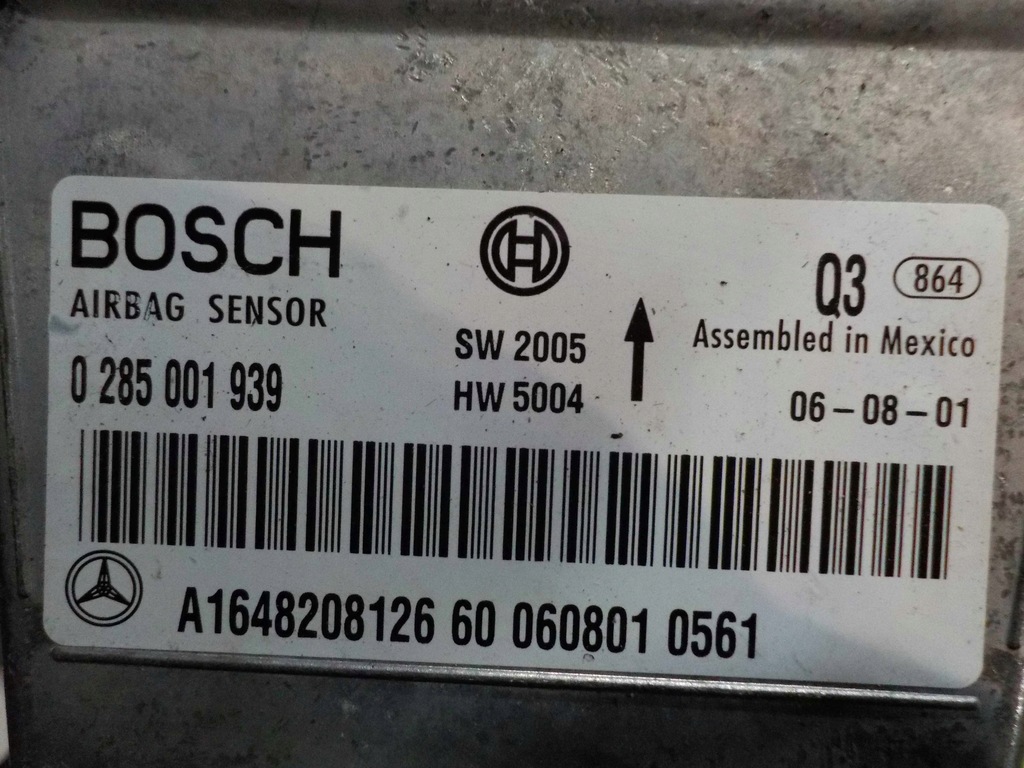 BOSCH
AIRBAG SENSOR
0 285 001 939
SW 2005
HW 5004
Q3 864
Assembled in Mexico
06-08-01
A1648208126 60 060801 0561